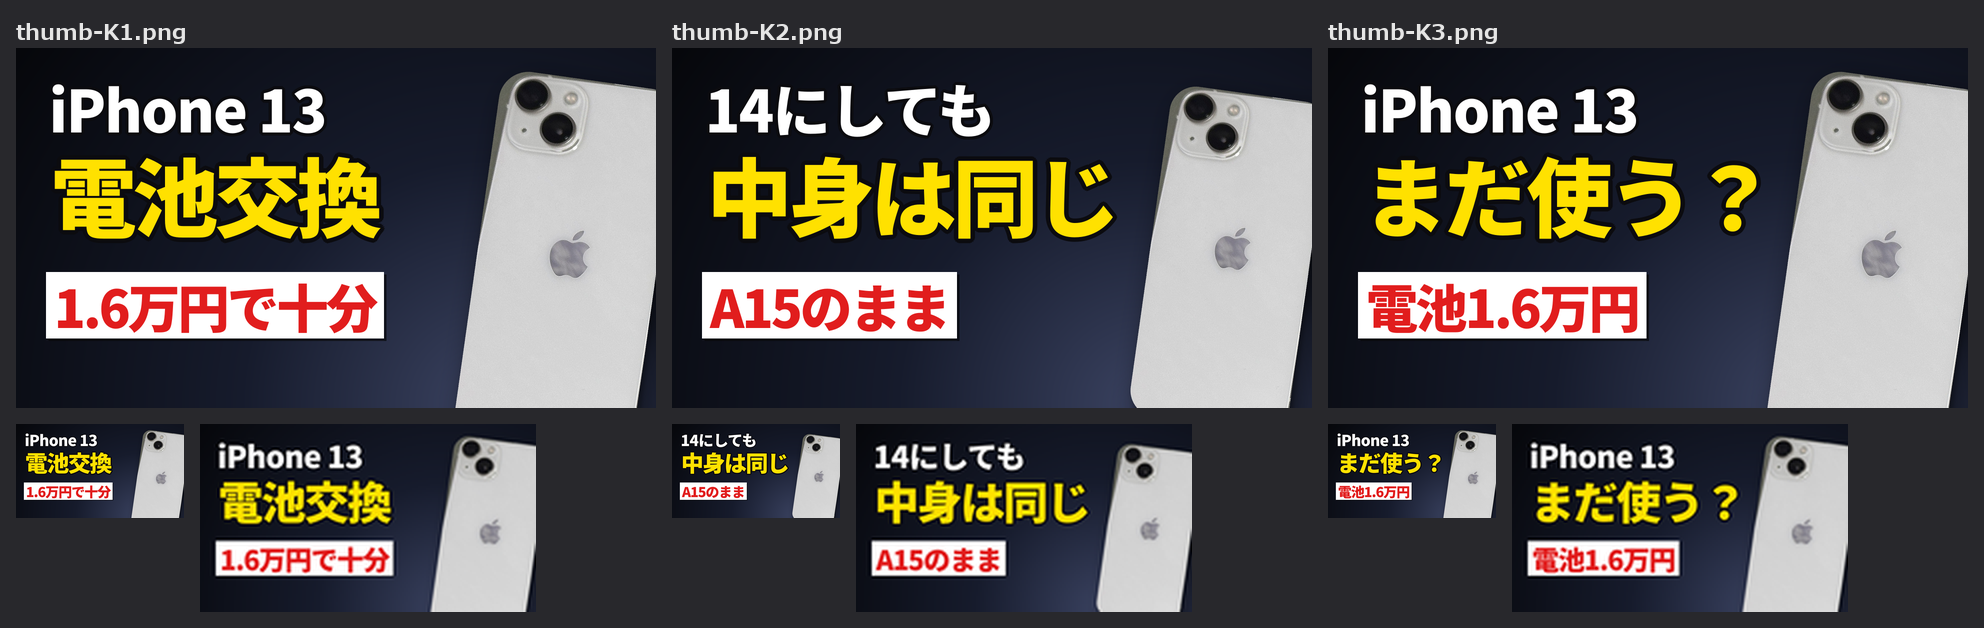 thumb-K1.png
iPhone 13
電池交換
1.6万円で十分
iPhone 13
電池交換
1.6万円で十分
iPhone 13
電池交換
1.6万円で十分
thumb-K2.png
14にしても
中身は同じ
A15のまま
14にしても
中身は同じ
A15のまま
14にしても
中身は同じ
A15のまま
thumb-K3.png
iPhone 13
まだ使う？
電池1.6万円
iPhone 13
まだ使う？
電池1.6万円
iPhone 13
まだ使う？
電池1.6万円